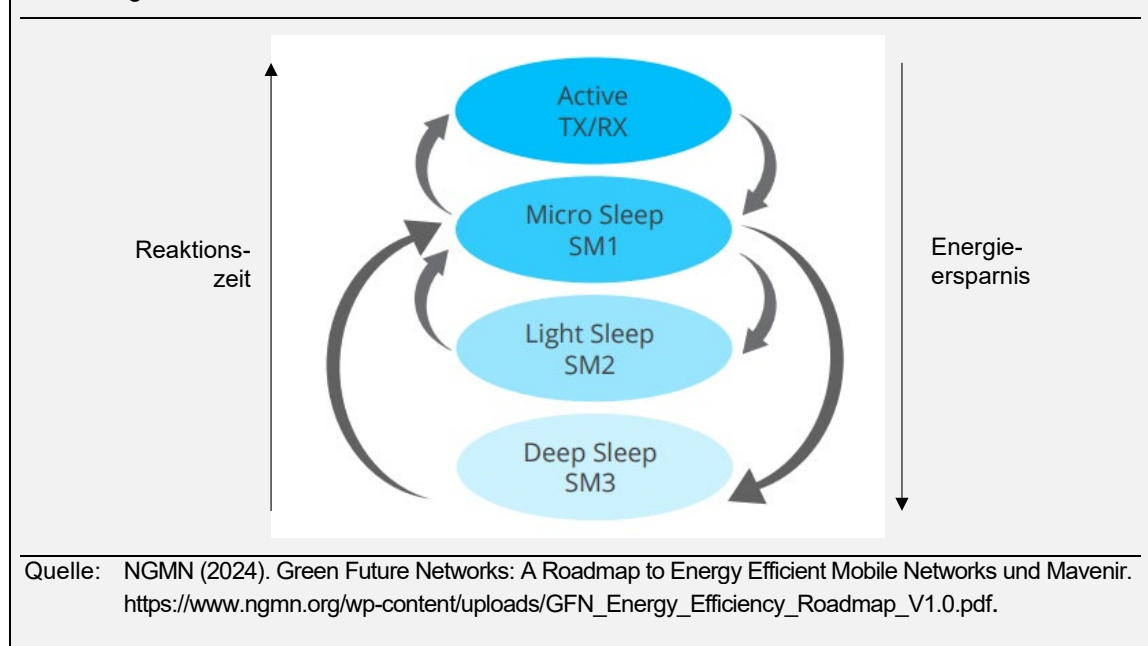 Active
TX/RX
Micro Sleep
SM1
Reaktions-
zeit
Energie-
ersparnis
Light Sleep
SM2
Deep Sleep
SM3
Quelle: NGMN (2024). Green Future Networks: A Roadmap to Energy Efficient Mobile Networks und Mavenir.
https://www.ngmn.org/wp-content/uploads/GFN_Energy_Efficiency_Roadmap_V1.0.pdf.